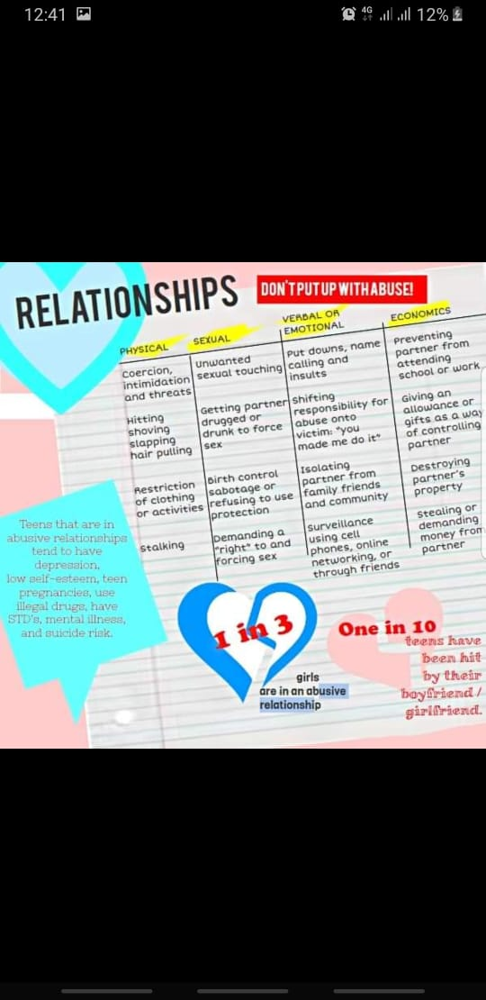 12:41
4G
12%
RELATIONSHIPS
DON'T PUT UP WITH ABUSE!
PHYSICAL
Coercion,
intimidation
and threats
Hitting
shoving
slapping
hair pulling
Restriction
of clothing
or activities
Stalking
SEXUAL
Unwanted
sexual touching
Getting partner
drugged or
drunk to force
sex
Birth control
sabotage or
refusing to use
protection
Demanding a
"right" to and
forcing sex
VERBAL OR
EMOTIONAL
Put downs, name
calling and
insults
Shifting
responsibility for
abuse onto
victim: "you
made me do it"
Isolating
partner from
family friends
and community
Surveillance
using cell
phones, online
networking, or
through friends
ECONOMICS
Preventing
partner from
attending
school or work
Giving an
allowance or
gifts as a way
of controlling
partner
Destroying
partner's
property
Stealing or
demanding
money from
partner
Teens that are in
abusive relationships
tend to have
depression,
low self-esteem, teen
pregnancies, use
illegal drugs, have
STD's, mental illness,
and suicide risk.
1 in 3
girls
are in an abusive
relationship
One in 10
teens have
been hit
by their
boyfriend /
girlfriend.